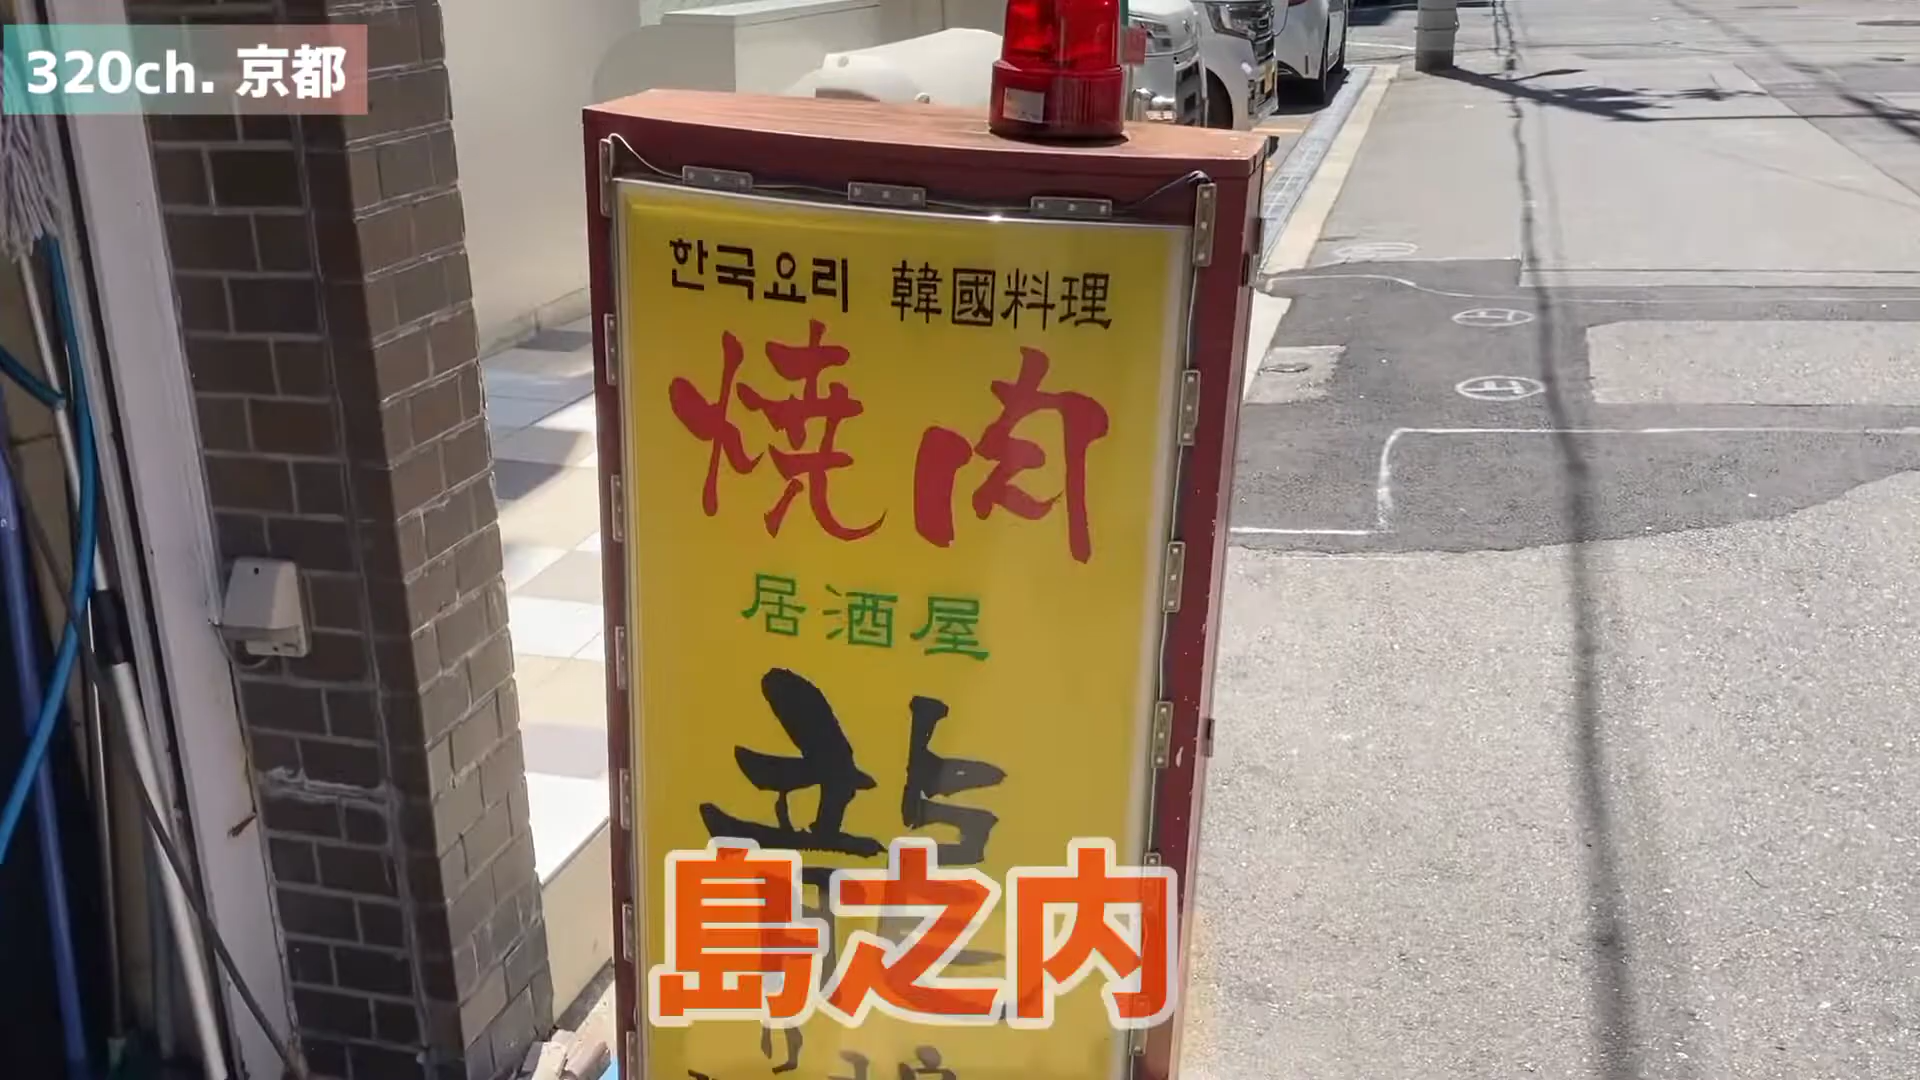 320ch. 京都
한국요리 韓國料理
焼肉
居酒屋
島之内